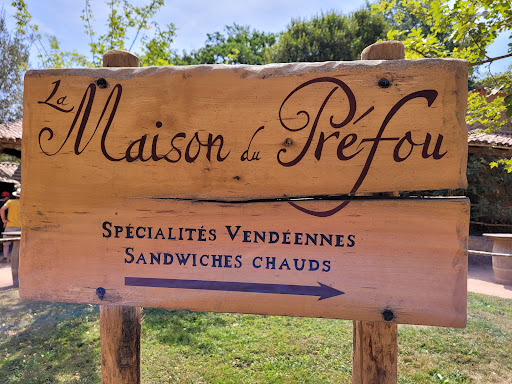 La Maison du Préfou
Spécialités Vendéennes
Sandwiches chauds